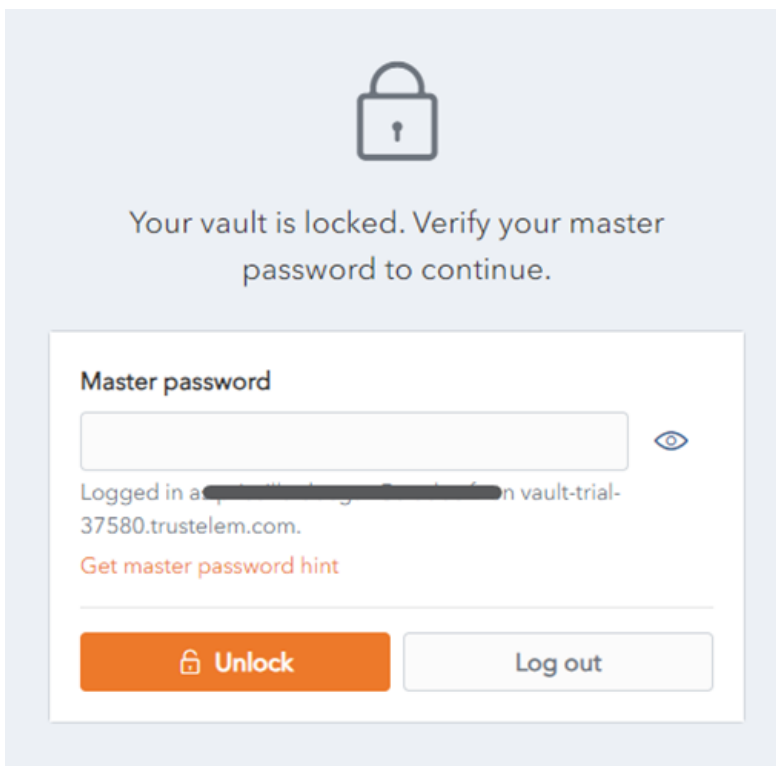 Your vault is locked. Verify your master
password to continue.
Master password
Logged in a n vault-trial-
37580.trustelem.com.
Get master password hint
Unlock
Log out